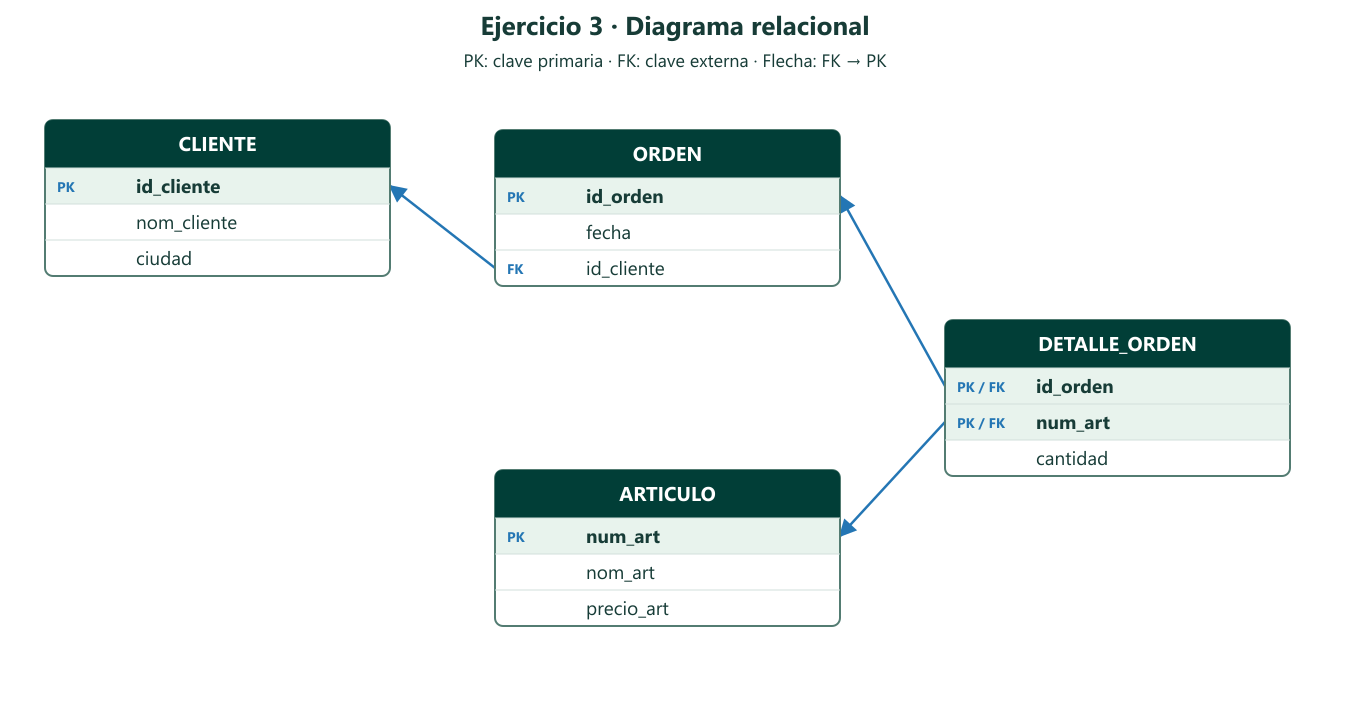 Ejercicio 3 · Diagrama relacional
PK: clave primaria · FK: clave externa · Flecha: FK → PK
CLIENTE
PK id_cliente
nom_cliente
ciudad
ORDEN
PK id_orden
fecha
FK id_cliente
DETALLE_ORDEN
PK / FK id_orden
PK / FK num_art
cantidad
ARTICULO
PK num_art
nom_art
precio_art